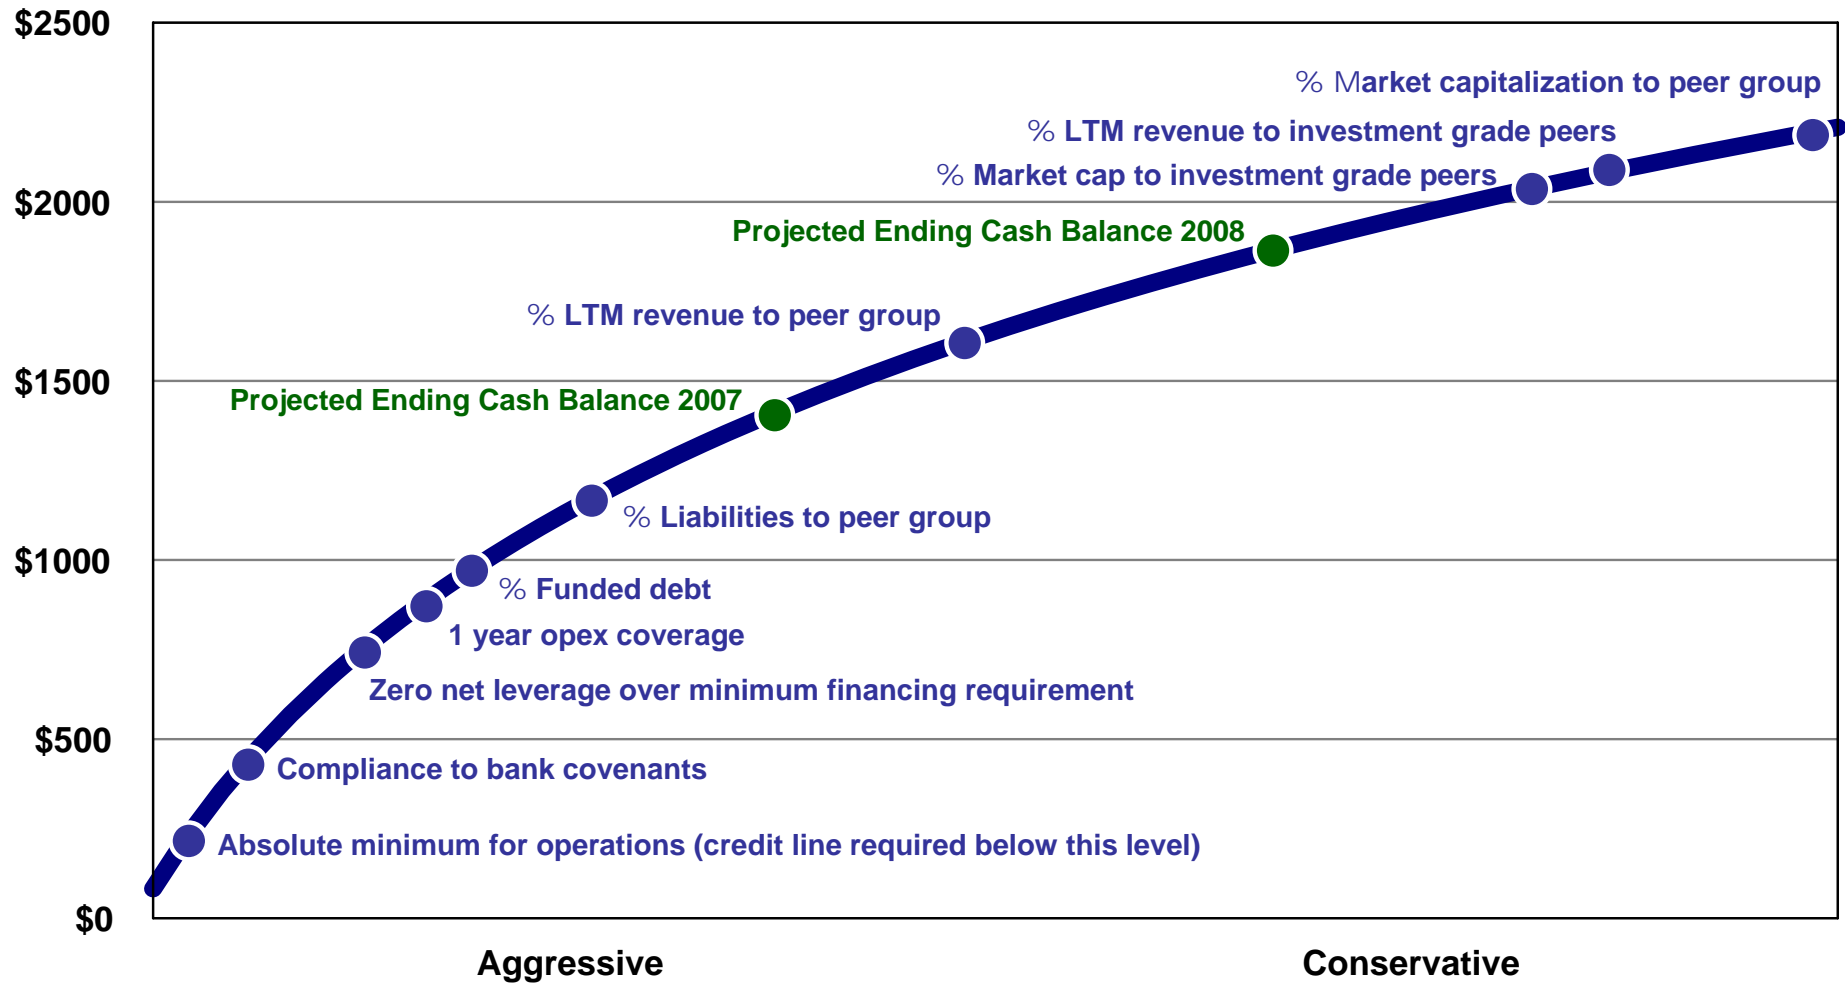 $2500
% Market capitalization to peer group
% LTM revenue to investment grade peers
% Market cap to investment grade peers
$2000
Projected Ending Cash Balance 2008
% LTM revenue to peer group
$1500
Projected Ending Cash Balance 2007
% Liabilities to peer group
$1000
% Funded debt
1 year opex coverage
Zero net leverage over minimum financing requirement
$500
Compliance to bank covenants
Absolute minimum for operations (credit line required below this level)
$0
Aggressive
Conservative